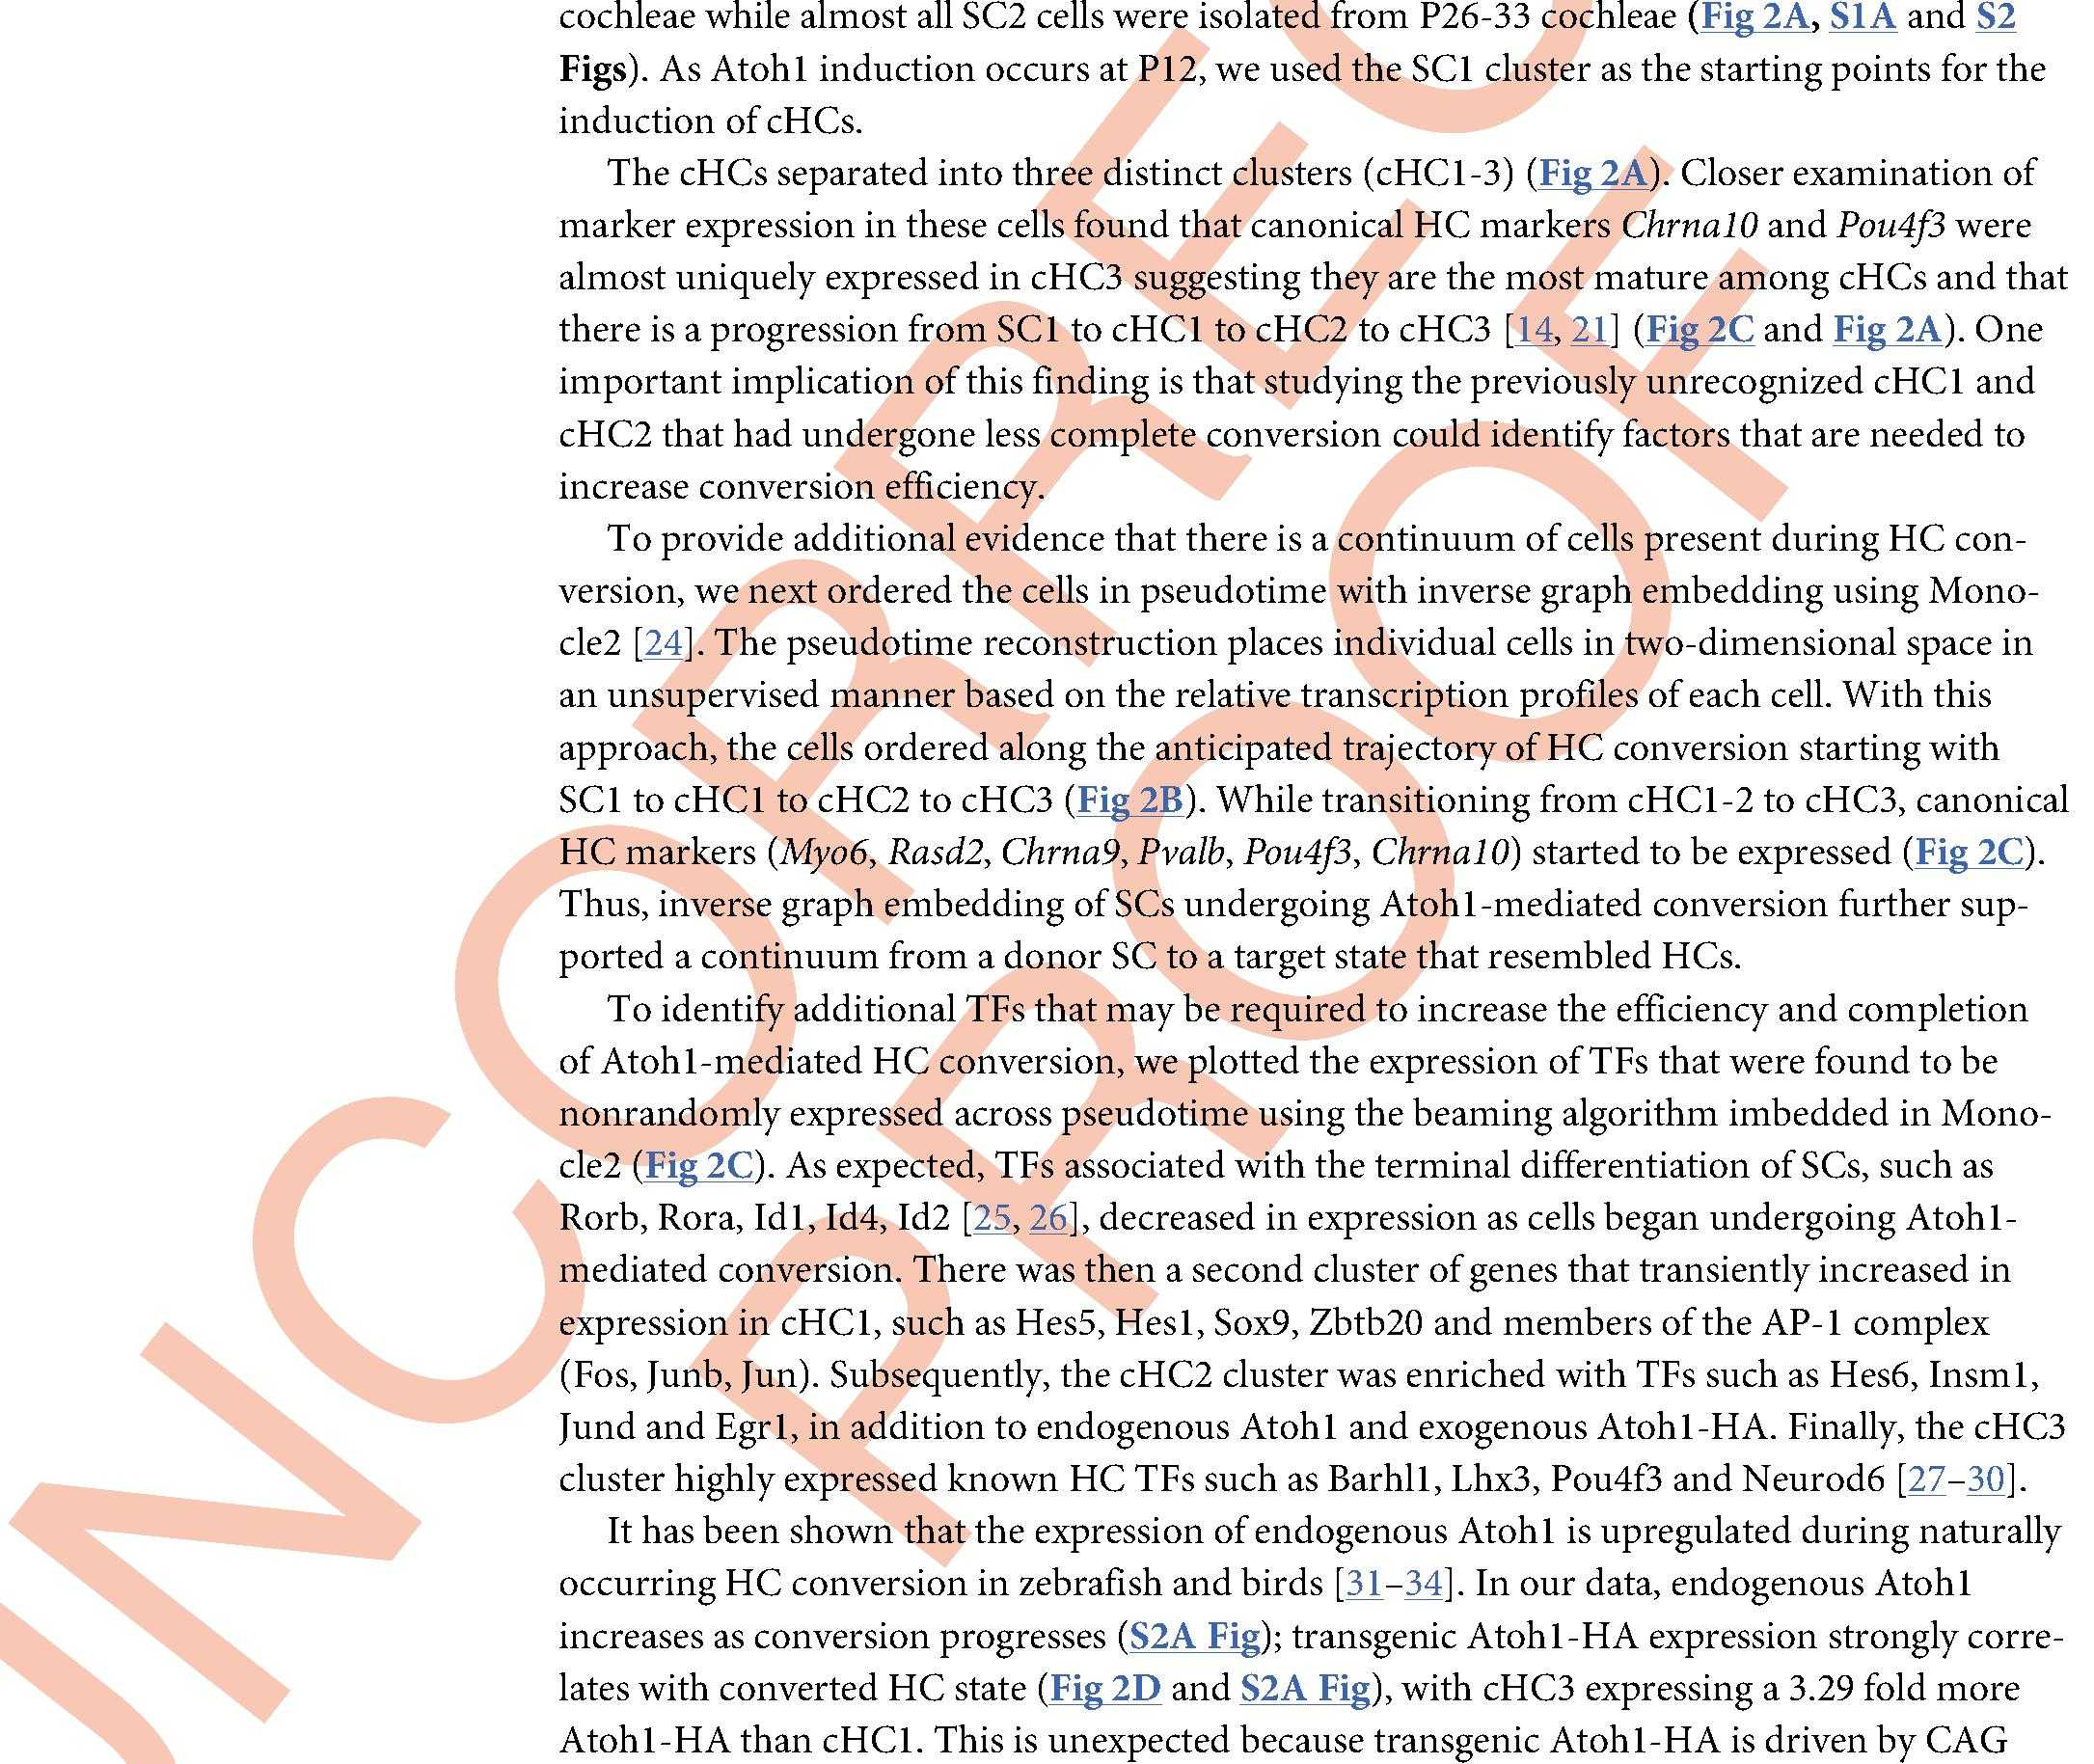 cochleae while almost all SC2 cells were isolated from P26-33 cochleae (Fig 2A, S1A and S2
Figs). As Atoh1 induction occurs at P12, we used the SC1 cluster as the starting points for the
induction of cHCs.
The cHCs separated into three distinct clusters (cHC1-3) (Fig 2A). Closer examination of
marker expression in these cells found that canonical HC markers Chrna10 and Pou4f3 were
almost uniquely expressed in cHC3 suggesting they are the most mature among cHCs and that
there is a progression from SC1 to cHC1 to cHC2 to cHC3 [14, 21] (Fig 2C and Fig 2A). One
important implication of this finding is that studying the previously unrecognized cHC1 and
cHC2 that had undergone less complete conversion could identify factors that are needed to
increase conversion efficiency.
To provide additional evidence that there is a continuum of cells present during HC con-
version, we next ordered the cells in pseudotime with inverse graph embedding using Mono-
cle2 [24]. The pseudotime reconstruction places individual cells in two-dimensional space in
an unsupervised manner based on the relative transcription profiles of each cell. With this
approach, the cells ordered along the anticipated trajectory of HC conversion starting with
SC1 to cHC1 to cHC2 to cHC3 (Fig 2B). While transitioning from cHC1-2 to cHC3, canonical
HC markers (Myo6, Rasd2, Chrna9, Pvalb, Pou4f3, Chrna10) started to be expressed (Fig 2C).
Thus, inverse graph embedding of SCs undergoing Atoh1-mediated conversion further sup-
ported a continuum from a donor SC to a target state that resembled HCs.
To identify additional TFs that may be required to increase the efficiency and completion
of Atoh1-mediated HC conversion, we plotted the expression of TFs that were found to be
nonrandomly expressed across pseudotime using the beaming algorithm imbedded in Mono-
cle2 (Fig 2C). As expected, TFs associated with the terminal differentiation of SCs, such as
Rorb, Rora, Id1, Id4, Id2 [25, 26], decreased in expression as cells began undergoing Atoh1-
mediated conversion. There was then a second cluster of genes that transiently increased in
expression in cHC1, such as Hes5, Hes1, Sox9, Zbtb20 and members of the AP-1 complex
(Fos, Junb, Jun). Subsequently, the cHC2 cluster was enriched with TFs such as Hes6, Insm1,
Jund and Egr1, in addition to endogenous Atoh1 and exogenous Atoh1-HA. Finally, the cHC3
cluster highly expressed known HC TFs such as Barhl1, Lhx3, Pou4f3 and Neurod6 [27–30].
It has been shown that the expression of endogenous Atoh1 is upregulated during naturally
occurring HC conversion in zebrafish and birds [31–34]. In our data, endogenous Atoh1
increases as conversion progresses (S2A Fig); transgenic Atoh1-HA expression strongly corre-
lates with converted HC state (Fig 2D and S2A Fig), with cHC3 expressing a 3.29 fold more
Atoh1-HA than cHC1. This is unexpected because transgenic Atoh1-HA is driven by CAG
UNCORREC
PROOF